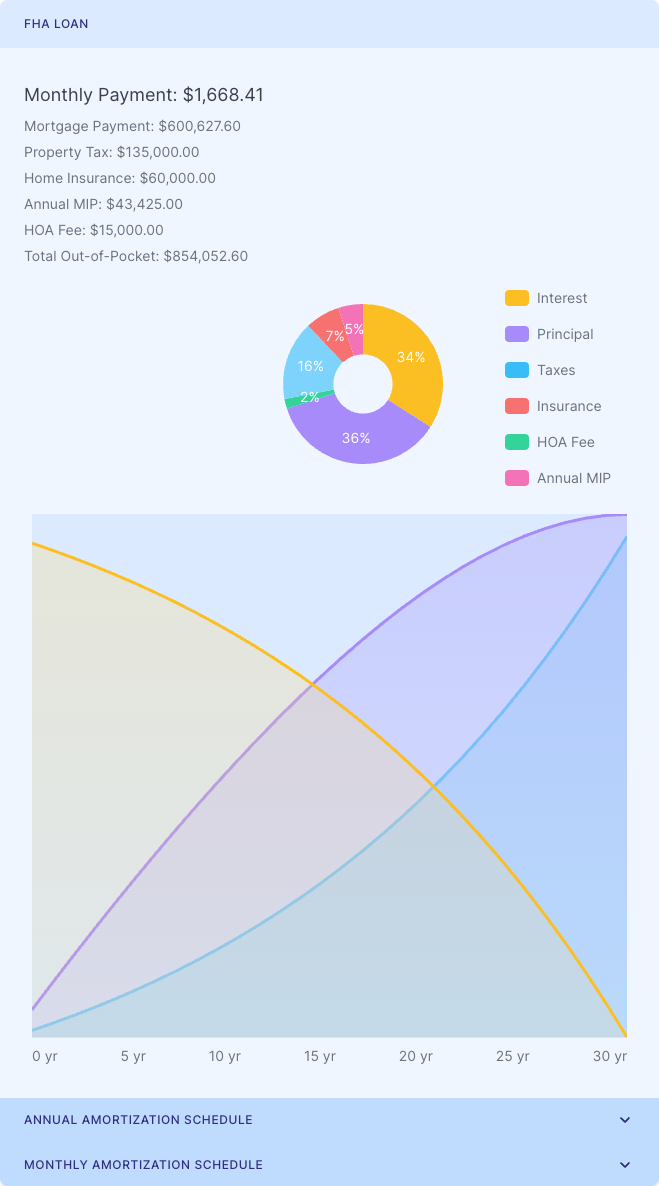 FHA LOAN
Monthly Payment: $1,668.41
Mortgage Payment: $600,627.60
Property Tax: $135,000.00
Home Insurance: $60,000.00
Annual MIP: $43,425.00
HOA Fee: $15,000.00
Total Out-of-Pocket: $854,052.60
34%
36%
2%
16%
7%
5%
Interest
Principal
Taxes
Insurance
HOA Fee
Annual MIP
0 yr 5 yr 10 yr 15 yr 20 yr 25 yr 30 yr
ANNUAL AMORTIZATION SCHEDULE
MONTHLY AMORTIZATION SCHEDULE